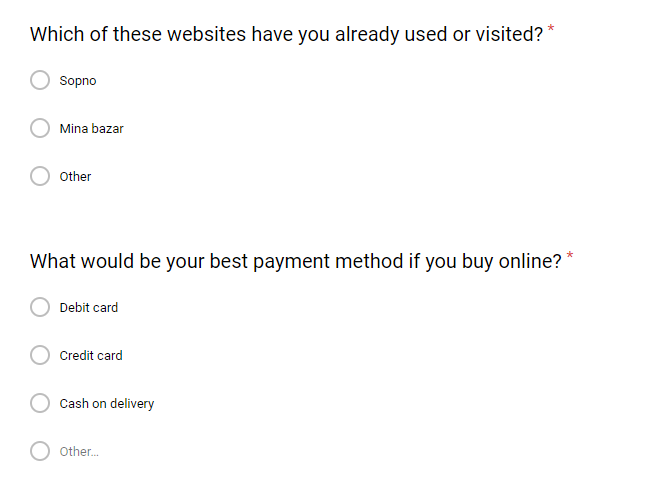 Which of these websites have you already used or visited? *
Sopno
Mina bazar
Other
What would be your best payment method if you buy online? *
Debit card
Credit card
Cash on delivery
Other...